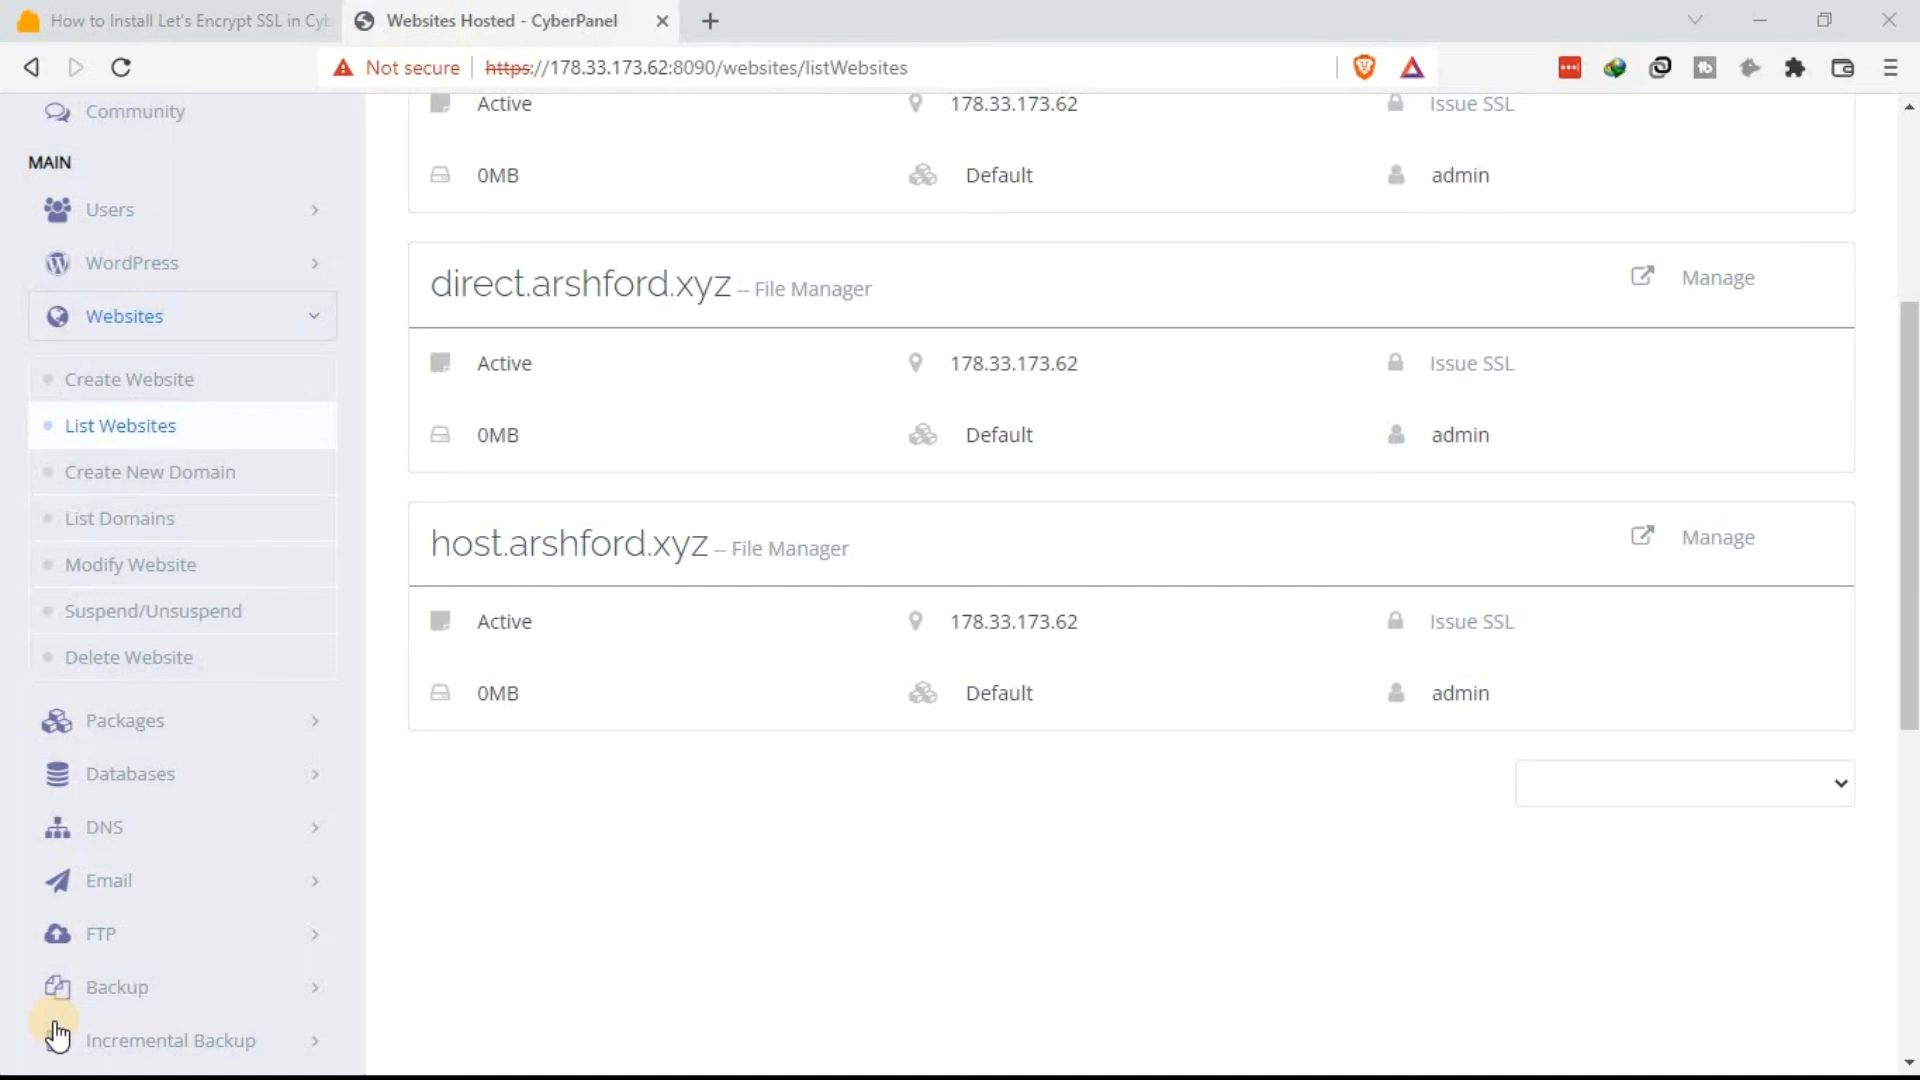 How to Install Let's Encrypt SSL in Cyb
Websites Hosted - CyberPanel
Not secure
https://178.33.173.62:8090/websites/listWebsites
Community
MAIN
Users
WordPress
Websites
Create Website
List Websites
Create New Domain
List Domains
Modify Website
Suspend/Unsuspend
Delete Website
Packages
Databases
DNS
Email
FTP
Backup
Incremental Backup
Active 178.33.173.62 Issue SSL
0MB Default admin
direct.arshford.xyz -- File Manager Manage
Active 178.33.173.62 Issue SSL
0MB Default admin
host.arshford.xyz -- File Manager Manage
Active 178.33.173.62 Issue SSL
0MB Default admin